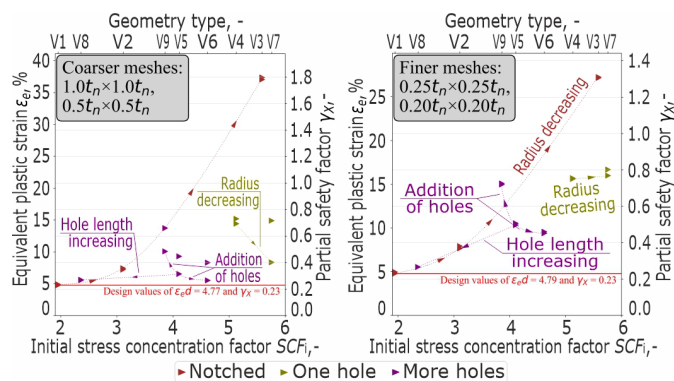 Geometry type, -
V1 V8 V2 V9 V5 V6 V4 V3 V7
Equivalent plastic strain εe, %
40
35
30
25
20
15
10
5
0
Coarser meshes:
1.0tn×1.0tn,
0.5tn×0.5tn
Radius
decreasing
Hole length
increasing
Addition
of holes
Design values of εed = 4.77 and γX = 0.23
1.8
1.6
1.4
1.2
1.0
0.8
0.6
0.4
0.2
0.0
Partial safety factor γX,-
2 3 4 5 6
Initial stress concentration factor SCFi,-
Geometry type, -
V1 V8 V2 V9 V5 V6 V4 V3 V7
Equivalent plastic strain εe, %
25
20
15
10
5
0
Finer meshes:
0.25tn×0.25tn,
0.20tn×0.20tn
Radius decreasing
Addition
of holes
Radius
decreasing
Hole length
increasing
Design values of εed = 4.79 and γX = 0.23
1.4
1.2
1.0
0.8
0.6
0.4
0.2
0.0
Partial safety factor γX,-
2 3 4 5 6
Initial stress concentration factor SCFi,-
Notched One hole More holes